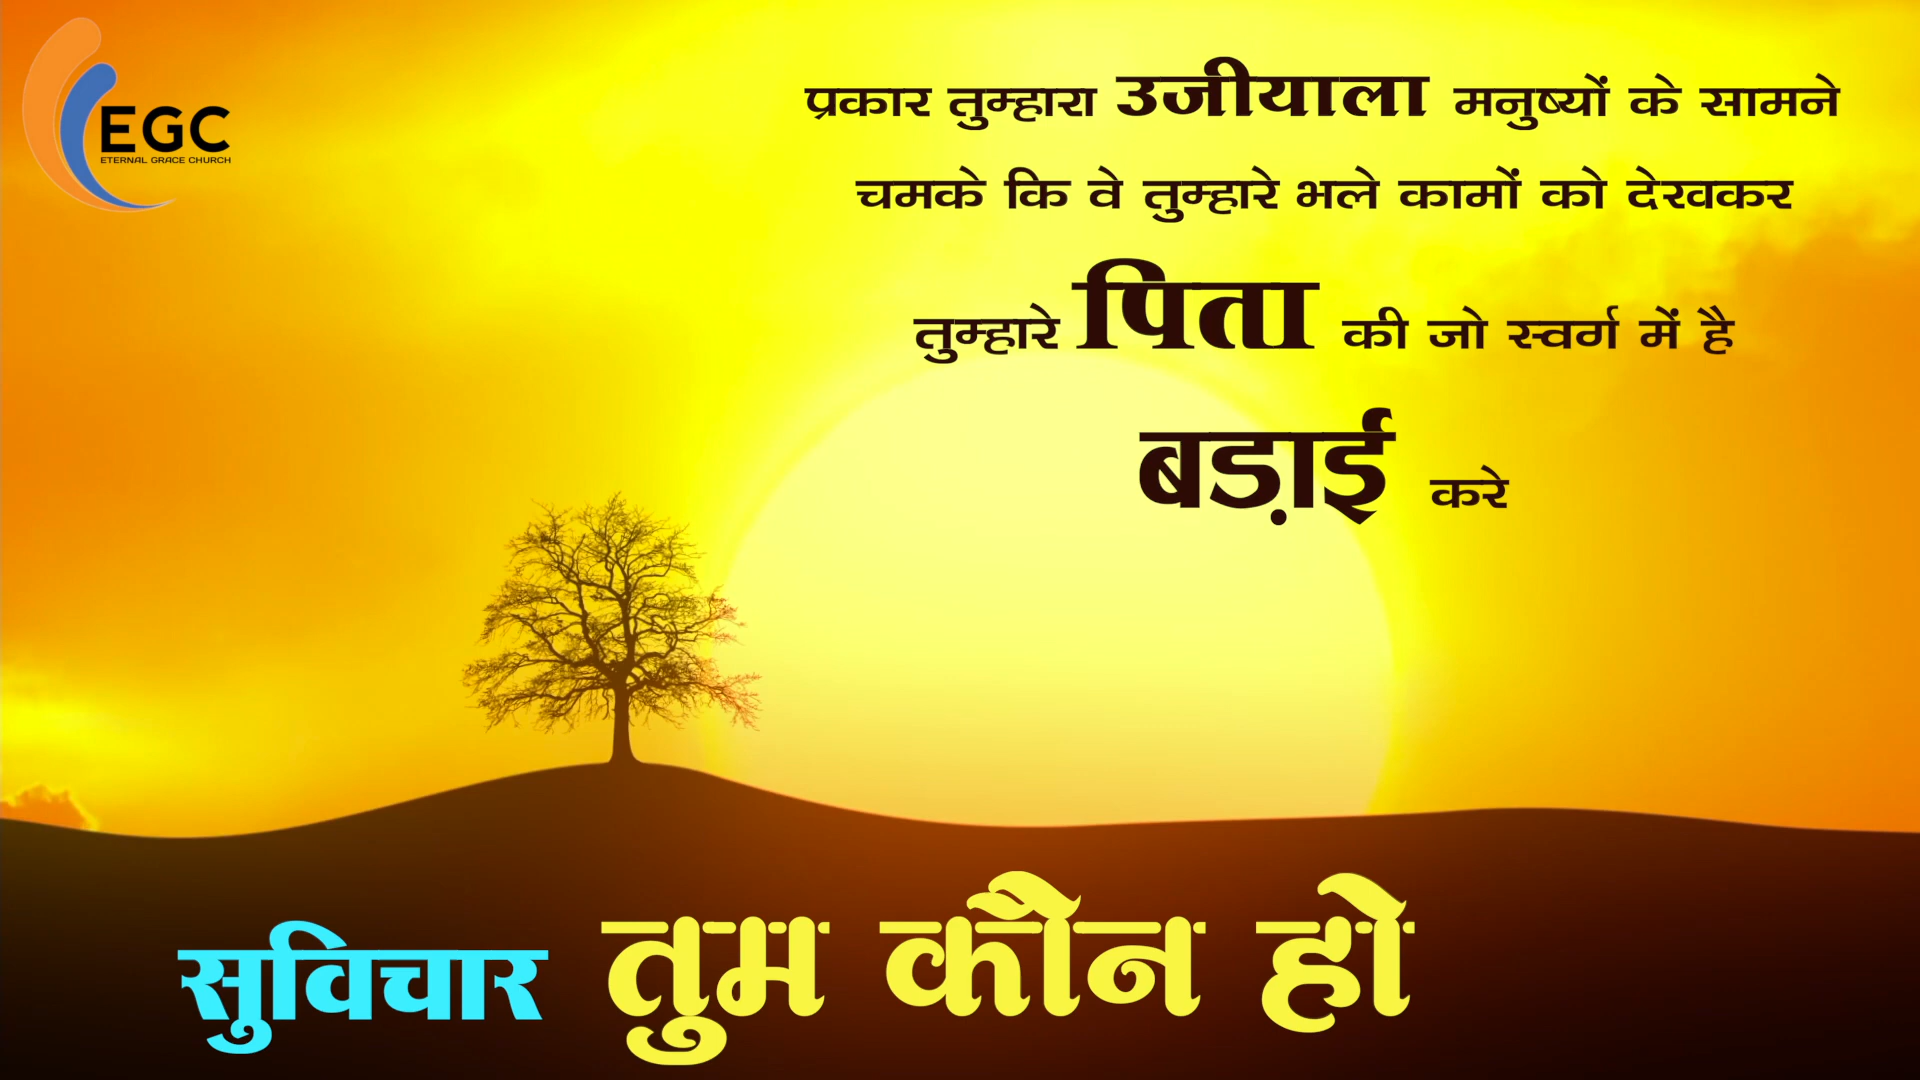 EGC
ETERNAL GRACE CHURCH
प्रकार तुम्हारा उजीयाला मनुष्यों के सामने
चमके कि वे तुम्हारे भले कामों को देखकर
तुम्हारे पिता की जो स्वर्ग में है
बड़ाई करे
सुविचार तुम कौन हो